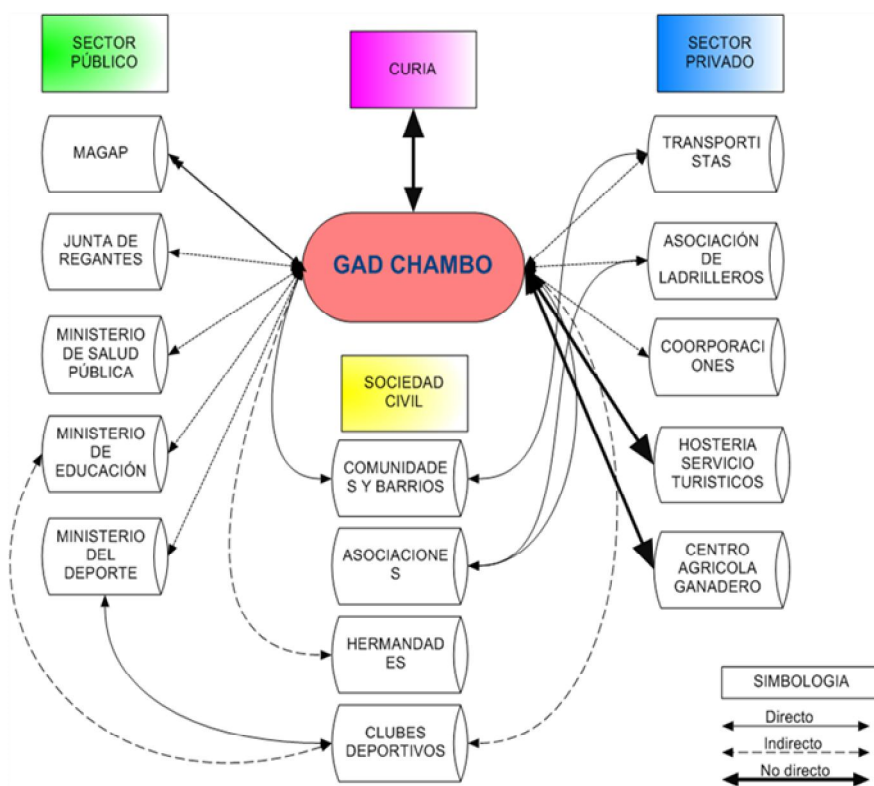 SECTOR
PÚBLICO
CURIA
SECTOR
PRIVADO
MAGAP
JUNTA DE
REGANTES
MINISTERIO
DE SALUD
PÚBLICA
MINISTERIO
DE
EDUCACIÓN
MINISTERIO
DEL
DEPORTE
GAD CHAMBO
SOCIEDAD
CIVIL
COMUNIDADE
S Y BARRIOS
ASOCIACIONE
S
HERMANDAD
ES
CLUBES
DEPORTIVOS
TRANSPORTI
STAS
ASOCIACIÓN
DE
LADRILLEROS
COORPORACI
ONES
HOSTERIA
SERVICIO
TURISTICOS
CENTRO
AGRICOLA
GANADERO
SIMBOLOGIA
Directo
Indirecto
No directo